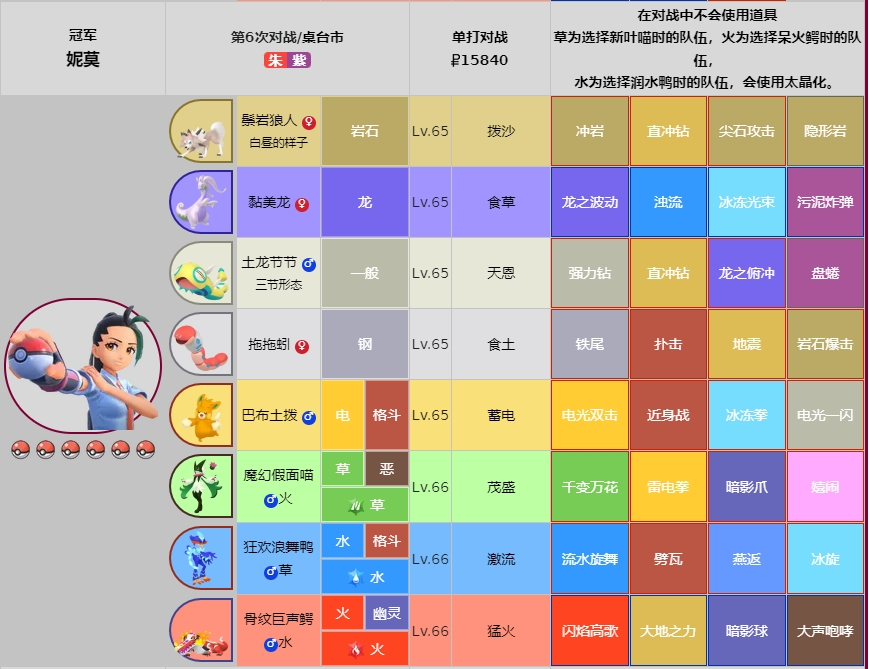 冠军
妮莫
第6次对战/桌台市
朱 紫
单打对战
₽15840
在对战中不会使用道具
草为选择新叶喵时的队伍，火为选择呆火鳄时的队
伍，
水为选择润水鸭时的队伍，会使用太晶化。
鬃岩狼人
白昼的样子
岩石
Lv.65
拨沙
冲岩
直冲钻
尖石攻击
隐形岩
黏美龙
龙
Lv.65
食草
龙之波动
浊流
冰冻光束
污泥炸弹
土龙节节
三节形态
一般
Lv.65
天恩
强力钻
直冲钻
龙之俯冲
盘蜷
拖拖蚓
钢
Lv.65
食土
铁尾
扑击
地震
岩石爆击
巴布土拨
电
格斗
Lv.65
蓄电
电光双击
近身战
冰冻拳
电光一闪
魔幻假面喵
火
草
恶
草
Lv.66
茂盛
千变万花
雷电拳
暗影爪
嬉闹
狂欢浪舞鸭
草
水
格斗
水
Lv.66
激流
流水旋舞
劈瓦
燕返
冰旋
骨纹巨声鳄
水
火
幽灵
火
Lv.66
猛火
闪焰高歌
大地之力
暗影球
大声咆哮